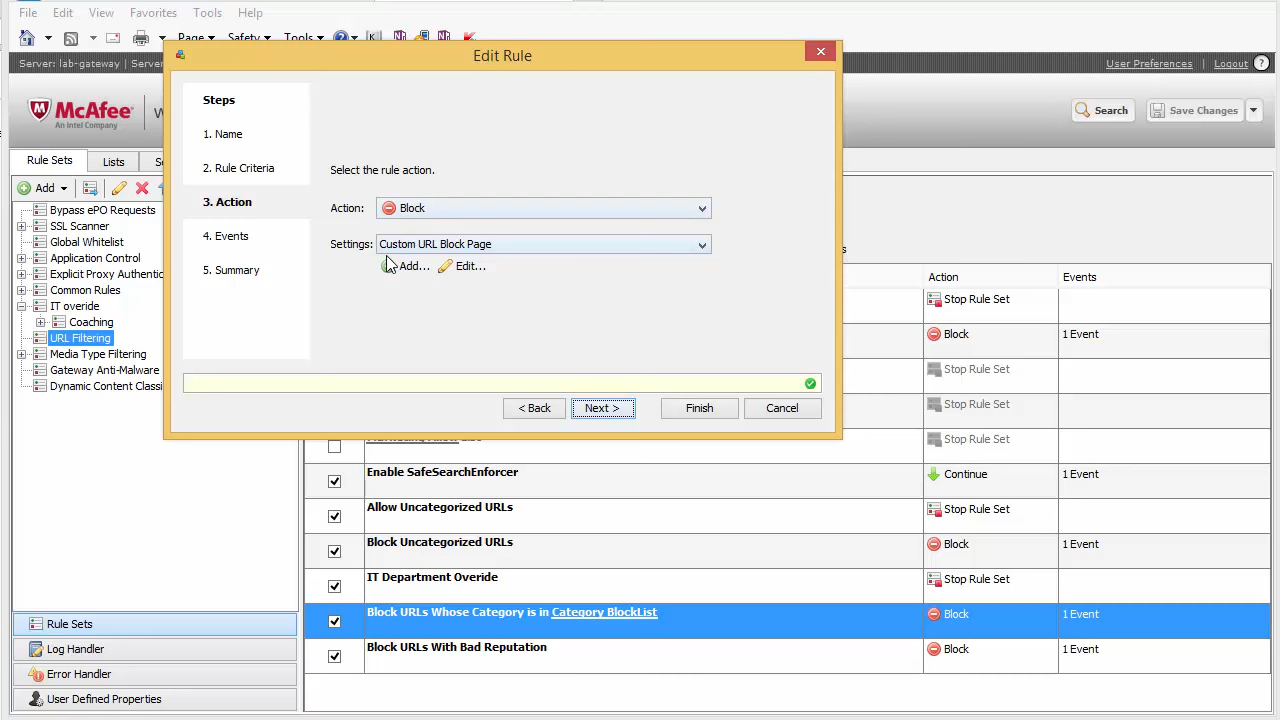 File Edit View Favorites Tools Help
Page Safety Tools
Edit Rule
Server: lab-gateway | Server
User Preferences Logout ?
McAfee
An Intel Company
W
Search Save Changes
Rule Sets Lists S
Add
Bypass ePO Requests
SSL Scanner
Global Whitelist
Application Control
Explicit Proxy Authentic
Common Rules
IT overide
Coaching
URL Filtering
Media Type Filtering
Gateway Anti-Malware
Dynamic Content Classi
Rule Sets
Log Handler
Error Handler
User Defined Properties
Steps
1. Name
2. Rule Criteria
3. Action
4. Events
5. Summary
Select the rule action.
Action: Block
Settings: Custom URL Block Page
Add... Edit...
< Back Next > Finish Cancel
s
Action Events
Stop Rule Set
Block 1 Event
Stop Rule Set
Stop Rule Set
Stop Rule Set
Enable SafeSearchEnforcer Continue 1 Event
Allow Uncategorized URLs Stop Rule Set
Block Uncategorized URLs Block 1 Event
IT Department Overide Stop Rule Set
Block URLs Whose Category is in Category BlockList Block 1 Event
Block URLs With Bad Reputation Block 1 Event